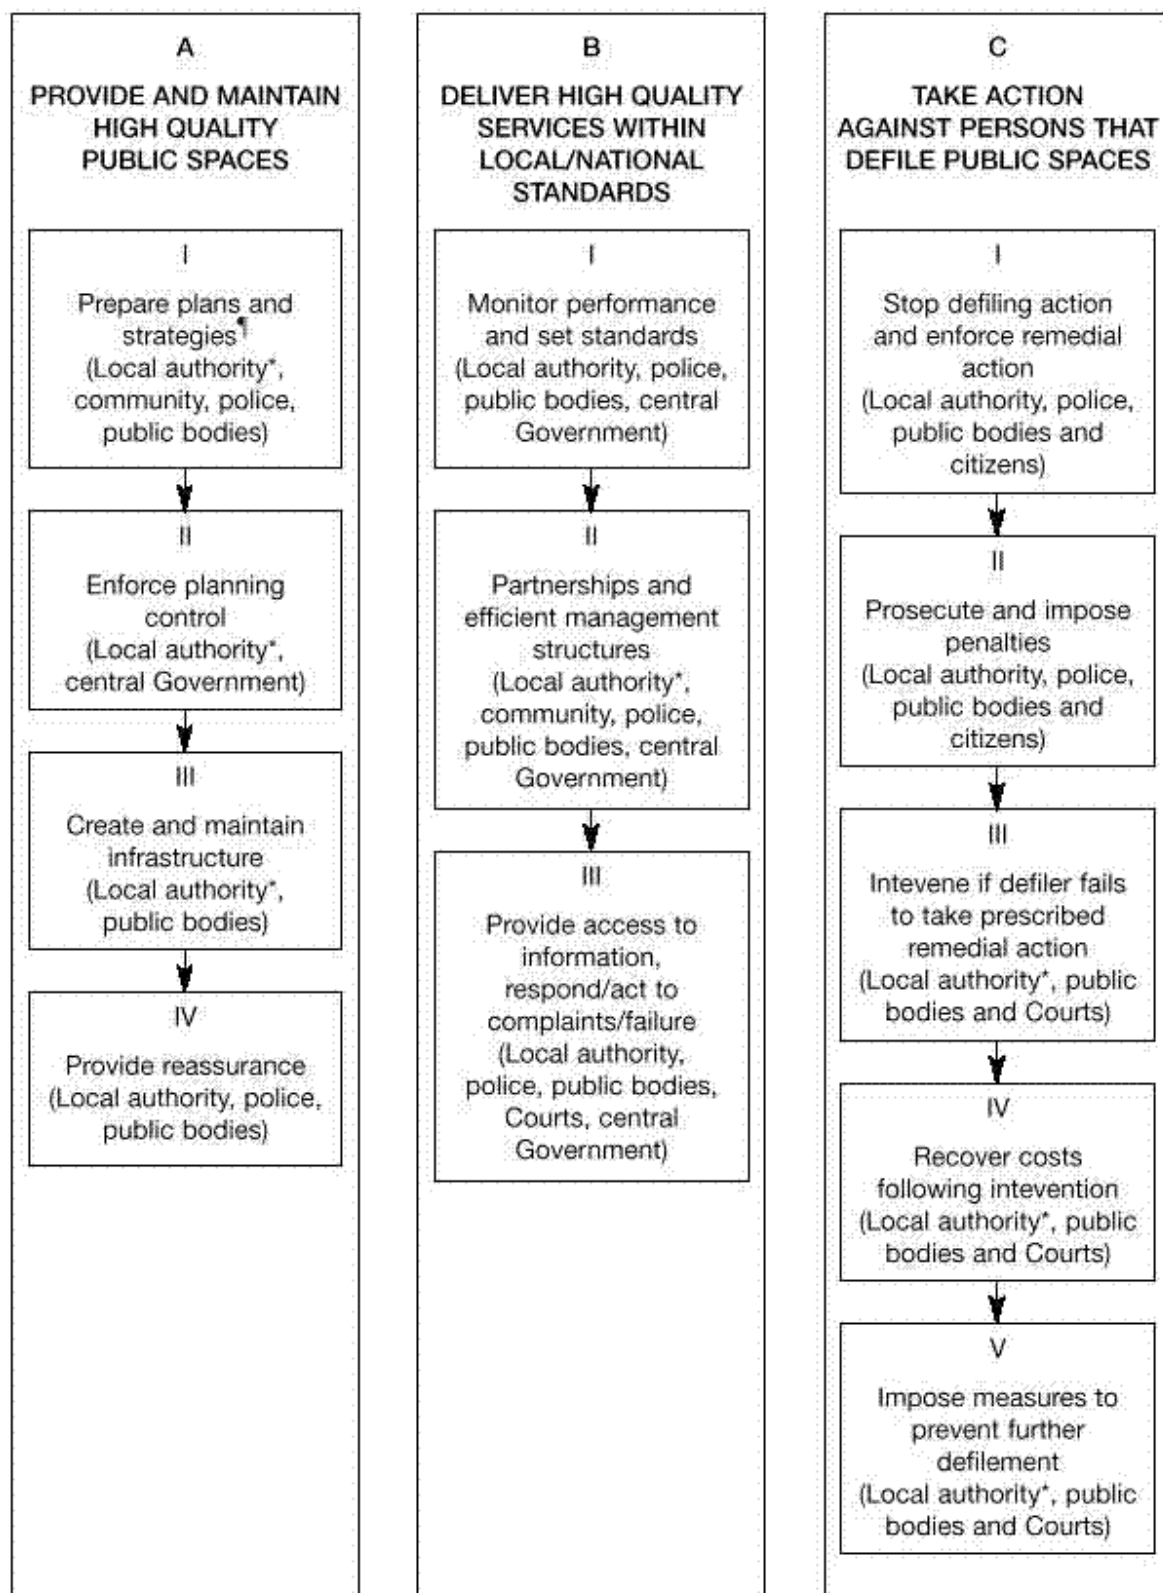 A
PROVIDE AND MAINTAIN
HIGH QUALITY
PUBLIC SPACES
I
Prepare plans and
strategies¶
(Local authority*,
community, police,
public bodies)
II
Enforce planning
control
(Local authority*,
central Government)
III
Create and maintain
infrastructure
(Local authority*,
public bodies)
IV
Provide reassurance
(Local authority, police,
public bodies)
B
DELIVER HIGH QUALITY
SERVICES WITHIN
LOCAL/NATIONAL
STANDARDS
I
Monitor performance
and set standards
(Local authority, police,
public bodies, central
Government)
II
Partnerships and
efficient management
structures
(Local authority*,
community, police,
public bodies, central
Government)
III
Provide access to
information,
respond/act to
complaints/failure
(Local authority,
police, public bodies,
Courts, central
Government)
C
TAKE ACTION
AGAINST PERSONS THAT
DEFILE PUBLIC SPACES
I
Stop defiling action
and enforce remedial
action
(Local authority, police,
public bodies and
citizens)
II
Prosecute and impose
penalties
(Local authority, police,
public bodies and
citizens)
III
Intevene if defiler fails
to take prescribed
remedial action
(Local authority*, public
bodies and Courts)
IV
Recover costs
following intevention
(Local authority*, public
bodies and Courts)
V
Impose measures to
prevent further
defilement
(Local authority*, public
bodies and Courts)